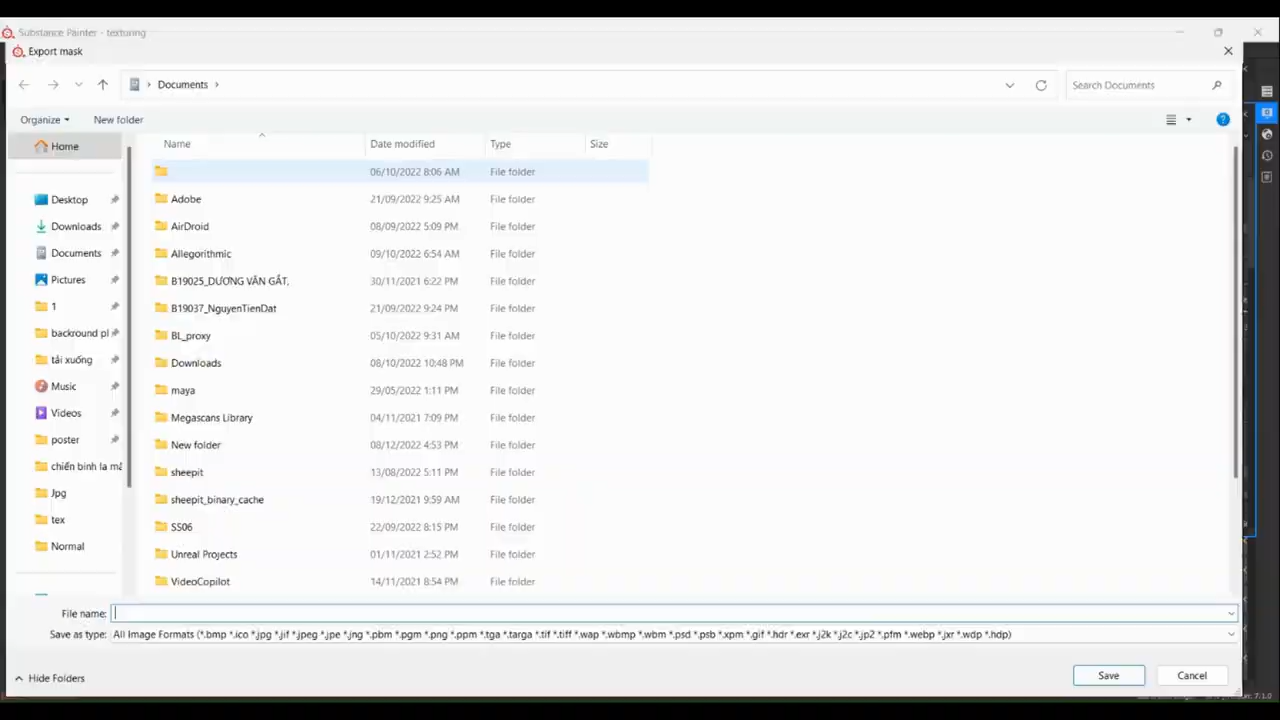 Substance Painter - texturing
Export mask
Documents
Search Documents
Organize
New folder
Home
Desktop
Downloads
Documents
Pictures
1
backround pl
tải xuống
Music
Videos
poster
Jpg
tex
Normal
Name Date modified Type Size
06/10/2022 8:06 AM File folder
Adobe 21/09/2022 9:25 AM File folder
AirDroid 08/09/2022 5:09 PM File folder
Allegorithmic 09/10/2022 6:54 AM File folder
B19025_DƯƠNG VĂN GẮT, 30/11/2021 6:22 PM File folder
B19037_NguyenTienDat 21/09/2022 9:24 PM File folder
BL_proxy 05/10/2022 9:31 AM File folder
Downloads 08/10/2022 10:48 PM File folder
maya 29/05/2022 1:11 PM File folder
Megascans Library 04/11/2021 7:09 PM File folder
New folder 08/12/2022 4:53 PM File folder
sheepit 13/08/2022 5:11 PM File folder
sheepit_binary_cache 19/12/2021 9:59 AM File folder
SS06 22/09/2022 8:15 PM File folder
Unreal Projects 01/11/2021 2:52 PM File folder
VideoCopilot 14/11/2021 8:54 PM File folder
File name:
Save as type: All Image Formats (*.bmp *.ico *.jpg *.jif *.jpeg *.jpe *.jng *.pbm *.pgm *.png *.ppm *.tga *.targa *.tif *.tiff *.wap *.wbmp *.wbm *.psd *.psb *.xpm *.gif *.hdr *.exr *.j2k *.j2c *.jp2 *.pfm *.webp *.jxr *.wdp *.hdp)
Hide Folders
Save
Cancel
7.1.0